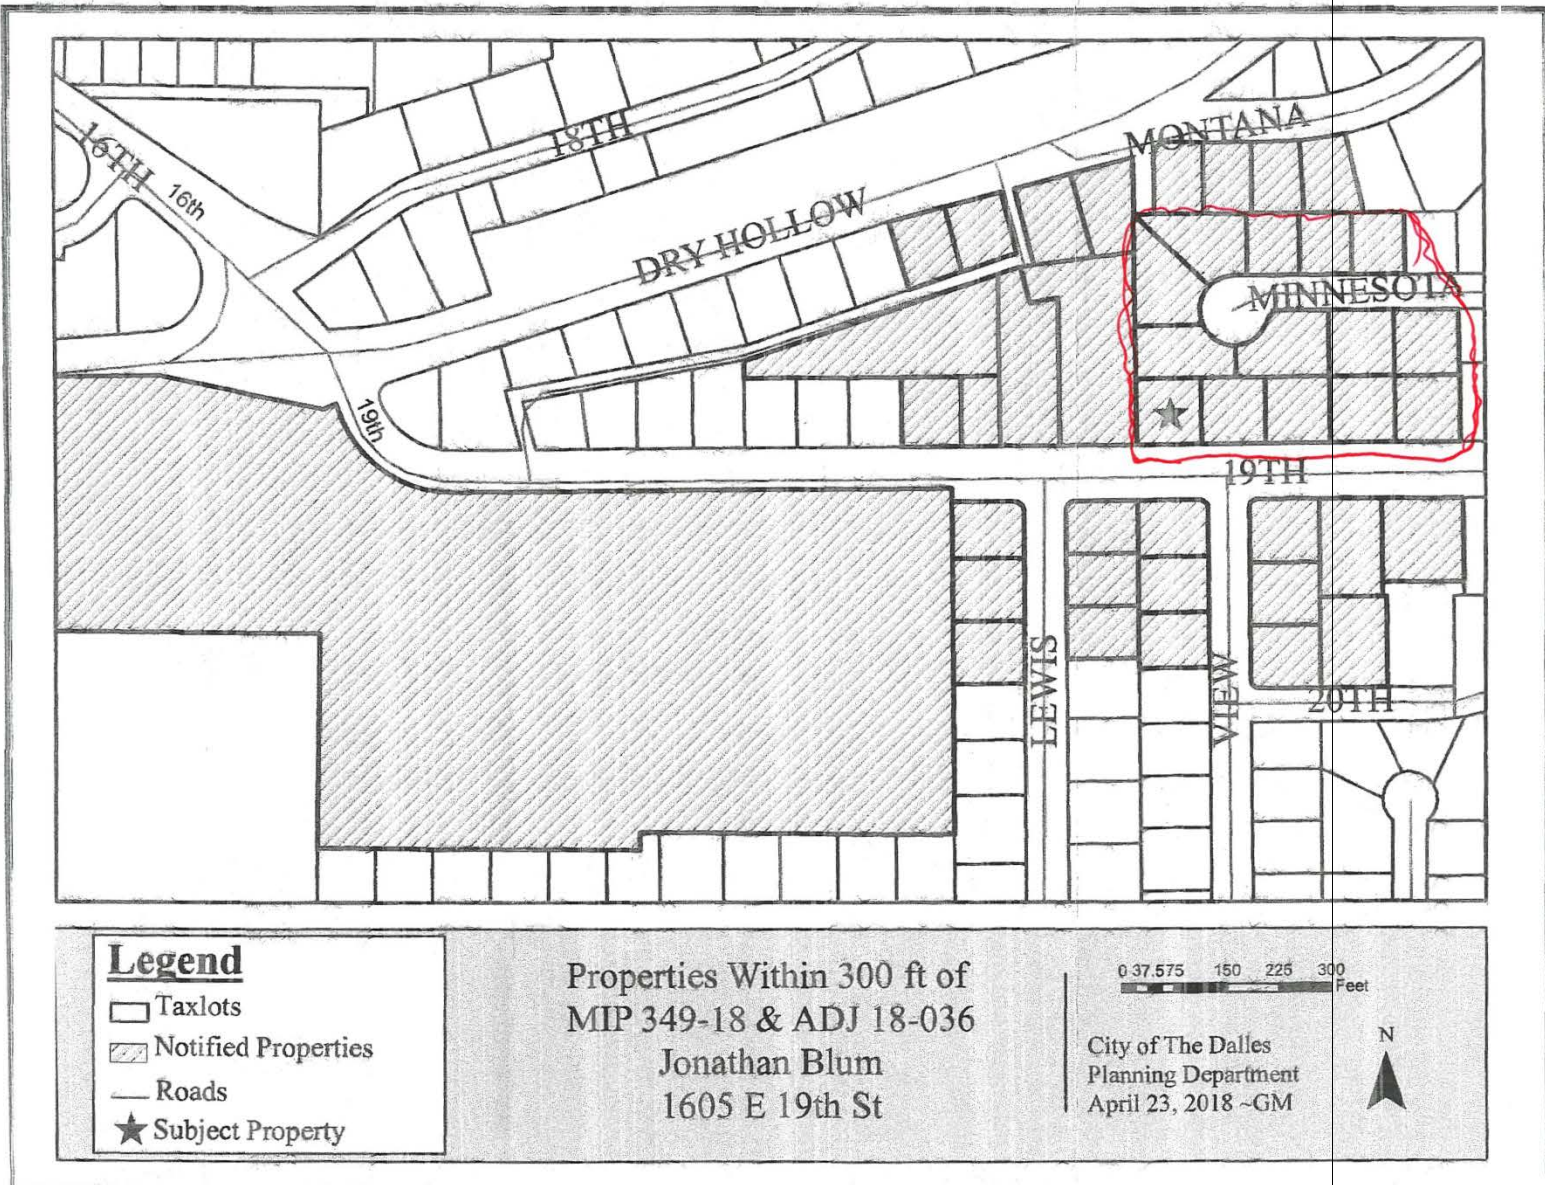 MONTANA
18TH
16TH
16th
DRY HOLLOW
MINNESOTA
19th
19TH
LEWIS
VIEW
20TH
Legend
Taxlots
Notified Properties
Roads
Subject Property
Properties Within 300 ft of
MIP 349-18 & ADJ 18-036
Jonathan Blum
1605 E 19th St
0 37.575 150 225 300
Feet
City of The Dalles
Planning Department
April 23, 2018 ~GM
N